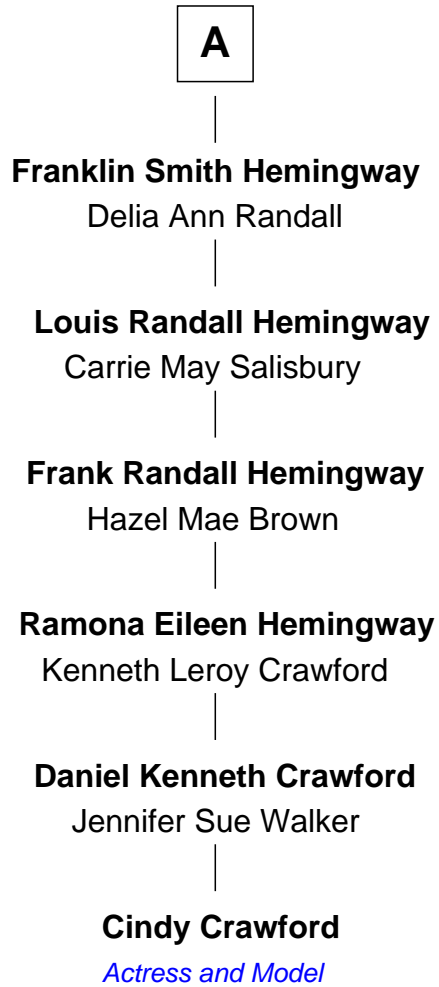 A
Franklin Smith Hemingway
Delia Ann Randall
Louis Randall Hemingway
Carrie May Salisbury
Frank Randall Hemingway
Hazel Mae Brown
Ramona Eileen Hemingway
Kenneth Leroy Crawford
Daniel Kenneth Crawford
Jennifer Sue Walker
Cindy Crawford
Actress and Model